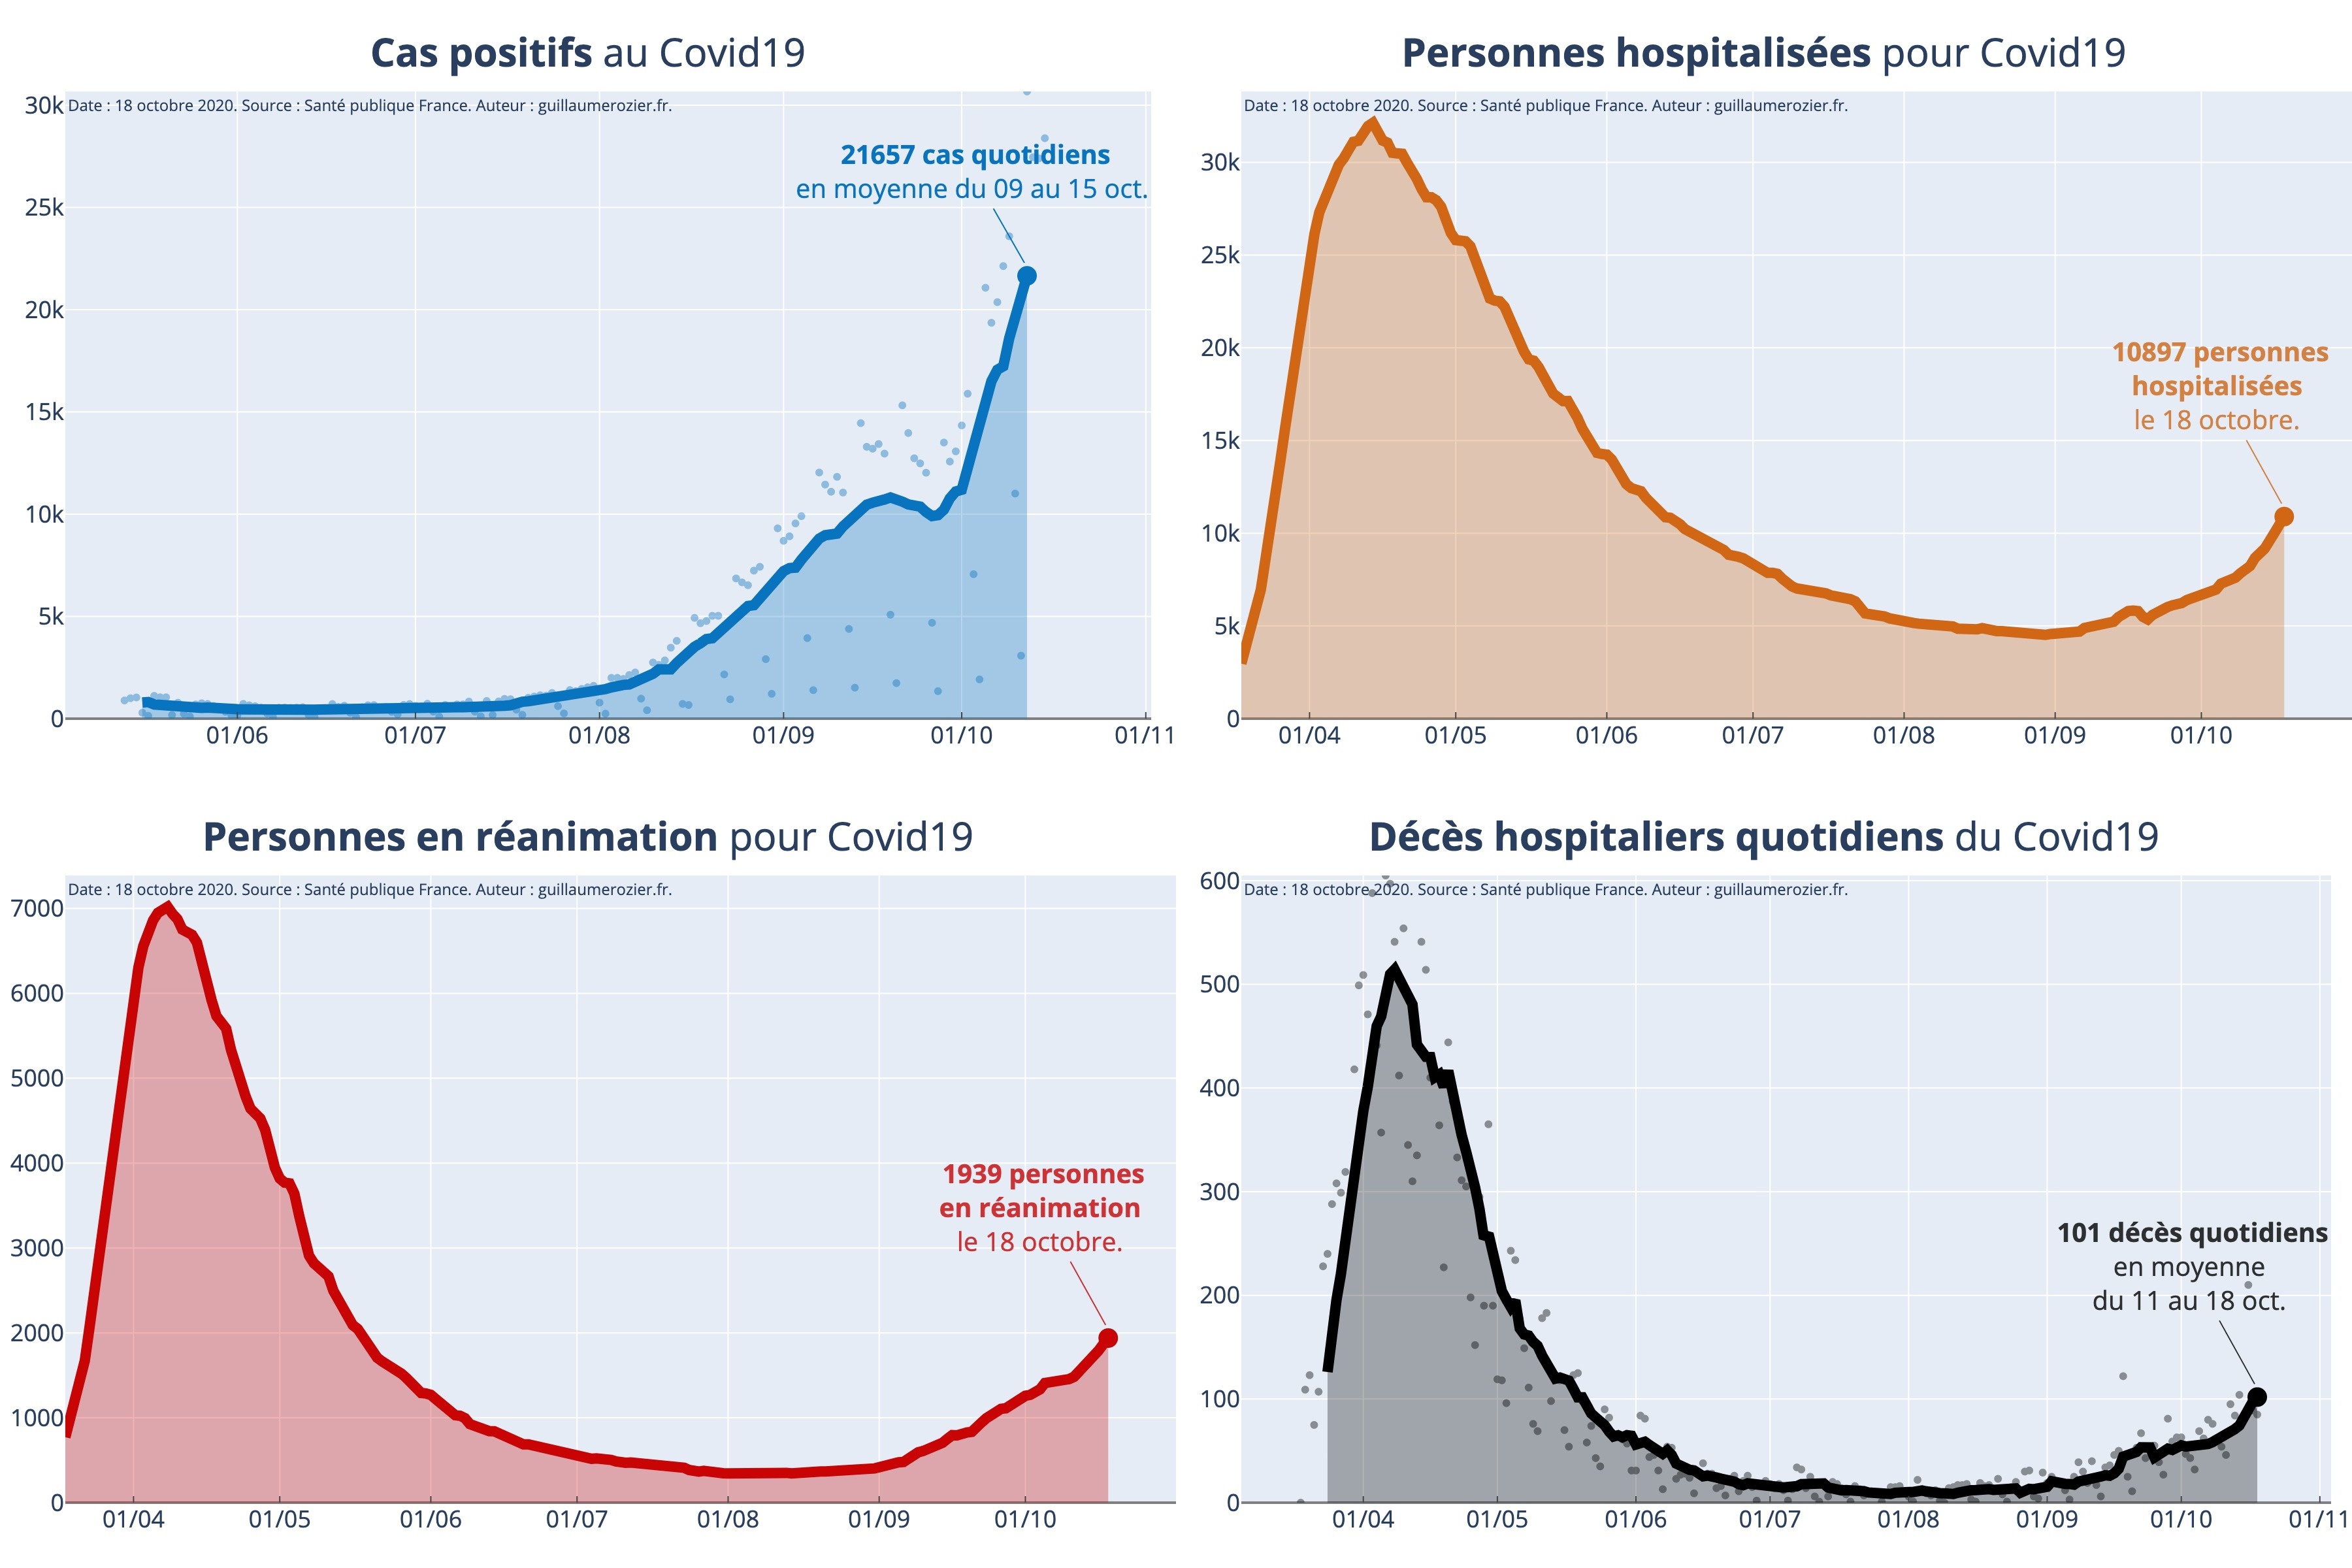 Cas positifs au Covid19
Date : 18 octobre 2020. Source : Santé publique France. Auteur : guillaumerozier.fr.
30k
25k
20k
15k
10k
5k
0
21657 cas quotidiens
en moyenne du 09 au 15 oct.
01/06
01/07
01/08
01/09
01/10
01/11
Personnes hospitalisées pour Covid19
Date : 18 octobre 2020. Source : Santé publique France. Auteur : guillaumerozier.fr.
30k
25k
20k
15k
10k
5k
0
10897 personnes
hospitalisées
le 18 octobre.
01/04
01/05
01/06
01/07
01/08
01/09
01/10
Personnes en réanimation pour Covid19
Date : 18 octobre 2020. Source : Santé publique France. Auteur : guillaumerozier.fr.
7000
6000
5000
4000
3000
2000
1000
0
1939 personnes
en réanimation
le 18 octobre.
01/04
01/05
01/06
01/07
01/08
01/09
01/10
Décès hospitaliers quotidiens du Covid19
Date : 18 octobre 2020. Source : Santé publique France. Auteur : guillaumerozier.fr.
600
500
400
300
200
100
0
101 décès quotidiens
en moyenne
du 11 au 18 oct.
01/04
01/05
01/06
01/07
01/08
01/09
01/10
01/11